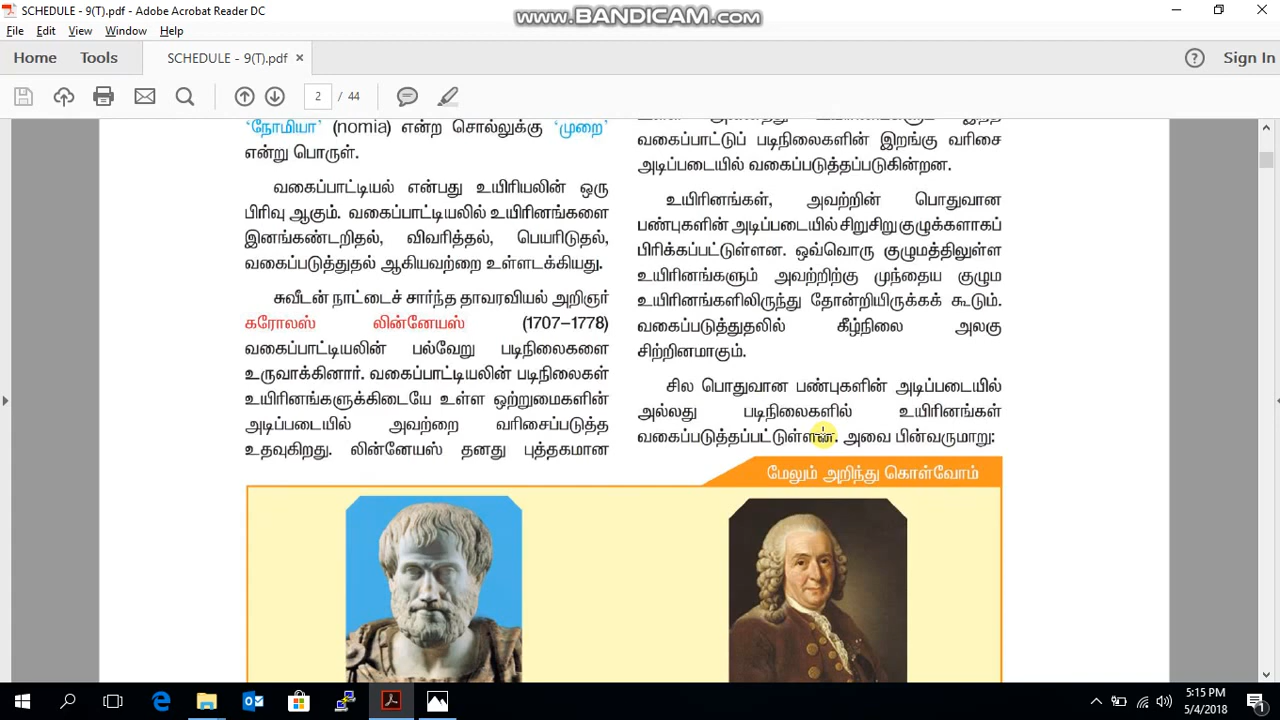 SCHEDULE - 9(T).pdf - Adobe Acrobat Reader DC
www.BANDICAM.com
File Edit View Window Help
Home Tools SCHEDULE - 9(T).pdf × Sign In
2 / 44
‘நோமியா’ (nomia) என்ற சொல்லுக்கு ‘முறை’
என்று பொருள்.
வகைப்பாட்டியல் என்பது உயிரியலின் ஒரு
பிரிவு ஆகும். வகைப்பாட்டியலில் உயிரினங்களை
இனங்கண்டறிதல், விவரித்தல், பெயரிடுதல்,
வகைப்படுத்துதல் ஆகியவற்றை உள்ளடக்கியது.
சுவீடன் நாட்டைச் சார்ந்த தாவரவியல் அறிஞர்
கரோலஸ் லின்னேயஸ் (1707–1778)
வகைப்பாட்டியலின் பல்வேறு படிநிலைகளை
உருவாக்கினார். வகைப்பாட்டியலின் படிநிலைகள்
உயிரினங்களுக்கிடையே உள்ள ஒற்றுமைகளின்
அடிப்படையில் அவற்றை வரிசைப்படுத்த
உதவுகிறது. லின்னேயஸ் தனது புத்தகமான
வகைப்பாட்டுப் படிநிலைகளின் இறங்கு வரிசை
அடிப்படையில் வகைப்படுத்தப்படுகின்றன.
உயிரினங்கள், அவற்றின் பொதுவான
பண்புகளின் அடிப்படையில் சிறுசிறு குழுக்களாகப்
பிரிக்கப்பட்டுள்ளன. ஒவ்வொரு குழுமத்திலுள்ள
உயிரினங்களும் அவற்றிற்கு முந்தைய குழும
உயிரினங்களிலிருந்து தோன்றியிருக்கக் கூடும்.
வகைப்படுத்துதலில் கீழ்நிலை அலகு
சிற்றினமாகும்.
சில பொதுவான பண்புகளின் அடிப்படையில்
அல்லது படிநிலைகளில் உயிரினங்கள்
வகைப்படுத்தப்பட்டுள்ளன. அவை பின்வருமாறு:
மேலும் அறிந்து கொள்வோம்
5:15 PM
5/4/2018